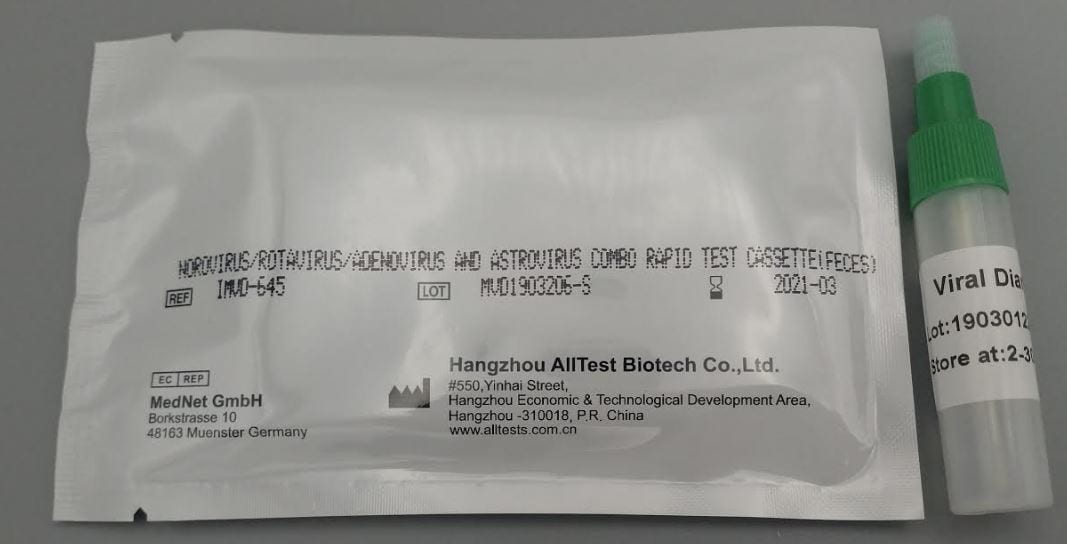 NOROVIRUS/ROTAVIRUS/ADENOVIRUS AND ASTROVIRUS COMBO RAPID TEST CASSETTE(FECES)
REF IMVD-645 LOT MVD1903206-S 2021-03
EC REP
MedNet GmbH
Borkstrasse 10
48163 Muenster Germany
Hangzhou AllTest Biotech Co.,Ltd.
#550,Yinhai Street,
Hangzhou Economic & Technological Development Area,
Hangzhou -310018, P.R. China
www.alltests.com.cn
Viral
Lot:1903012
Store at:2-30